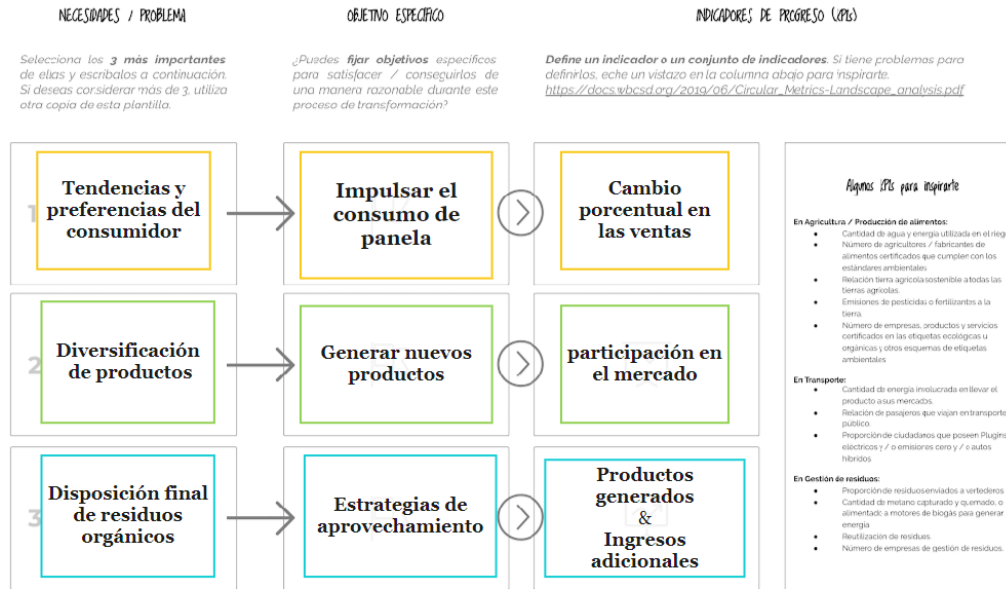 NECESIDADES / PROBLEMA
OBJETIVO ESPECÍFICO
INDICADORES DE PROGRESO (KPIs)
Selecciona los 3 más importantes
de ellas y escríbalos a continuación.
Si deseas considerar más de 3, utiliza
otra copia de esta plantilla.
¿Puedes fijar objetivos específicos
para satisfacer / conseguirlos de
una manera razonable durante este
proceso de transformación?
Define un indicador o un conjunto de indicadores. Si tiene problemas para
definirlos, eche un vistazo en la columna abajo para inspirarte.
https://docs.wbcsd.org/2019/06/Circular_Metrics-Landscape_analysis.pdf
1
Tendencias y
preferencias del
consumidor
Impulsar el
consumo de
panela
Cambio
porcentual en
las ventas
2
Diversificación
de productos
Generar nuevos
productos
participación en
el mercado
3
Disposición final
de residuos
orgánicos
Estrategias de
aprovechamiento
Productos
generados
&
Ingresos
adicionales
Algunos KPIs para inspirarte
En Agricultura / Producción de alimentos:
Cantidad de agua y energía utilizada en el rieg
Número de agricultores / fabricantes de
alimentos certificados que cumplen con los
estándares ambientales
Relación tierra agrícola sostenible a todas las
tierras agrícolas.
Emisiones de pesticidas o fertilizantes a la
tierra.
Número de empresas, productos y servicios
certificados en las etiquetas ecológicas u
orgánicas y otros esquemas de etiquetas
ambientales
En Transporte:
Cantidad de energía involucrada en llevar el
producto a sus mercados.
Relación de pasajeros que viajan en transporte
público.
Proporción de ciudadanos que poseen Plugins
eléctricos y / o emisiones cero y / o autos
híbridos
En Gestión de residuos:
Proporción de residuos enviados a vertederos
Cantidad de metano capturado y quemado, o
alimentado a motores de biogás para generar
energía
Reutilización de residuos.
Número de empresas de gestión de residuos.